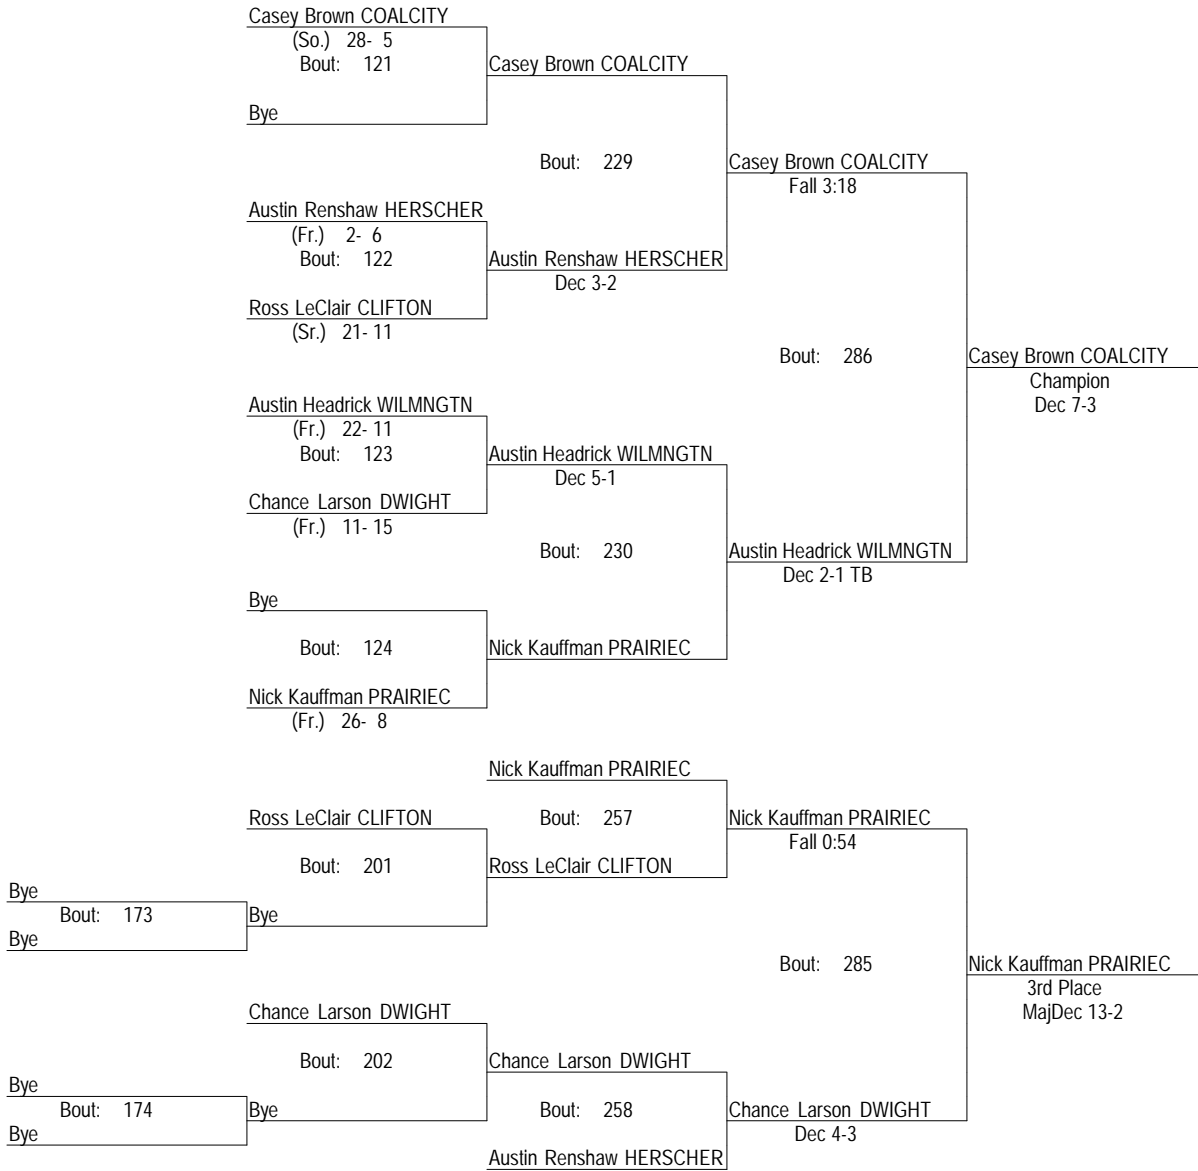 Casey Brown COALCITY
(So.) 28- 5
Bout: 121
Casey Brown COALCITY
Bye
Bout: 229
Casey Brown COALCITY
Fall 3:18
Austin Renshaw HERSCHER
(Fr.) 2- 6
Bout: 122
Austin Renshaw HERSCHER
Dec 3-2
Ross LeClair CLIFTON
(Sr.) 21- 11
Bout: 286
Casey Brown COALCITY
Champion
Dec 7-3
Austin Headrick WILMNGTN
(Fr.) 22- 11
Bout: 123
Austin Headrick WILMNGTN
Dec 5-1
Chance Larson DWIGHT
(Fr.) 11- 15
Bout: 230
Austin Headrick WILMNGTN
Dec 2-1 TB
Bye
Bout: 124
Nick Kauffman PRAIRIEC
Nick Kauffman PRAIRIEC
(Fr.) 26- 8
Nick Kauffman PRAIRIEC
Ross LeClair CLIFTON
Bout: 257
Nick Kauffman PRAIRIEC
Fall 0:54
Bout: 201
Ross LeClair CLIFTON
Bye
Bout: 173
Bye
Bye
Bout: 285
Nick Kauffman PRAIRIEC
3rd Place
MajDec 13-2
Chance Larson DWIGHT
Bout: 202
Chance Larson DWIGHT
Bye
Bout: 174
Bye
Bout: 258
Chance Larson DWIGHT
Dec 4-3
Bye
Austin Renshaw HERSCHER